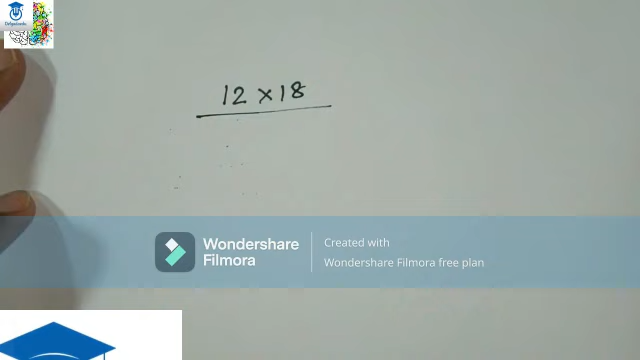 12 × 18
Wondershare
Filmora
Created with
Wondershare Filmora free plan